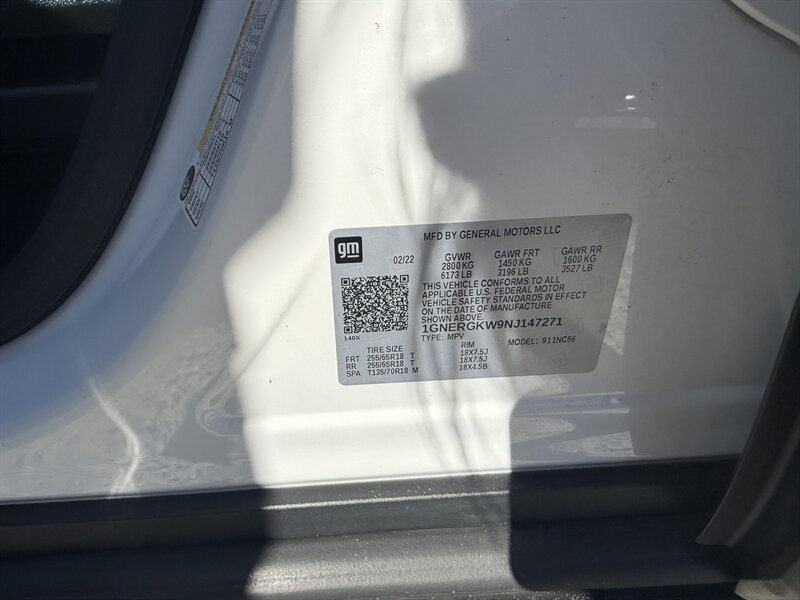 gm
MFD BY GENERAL MOTORS LLC
02/22 GVWR GAWR FRT GAWR RR
2800 KG 1450 KG 1600 KG
6173 LB 3196 LB 3527 LB
THIS VEHICLE CONFORMS TO ALL
APPLICABLE U.S. FEDERAL MOTOR
VEHICLE SAFETY STANDARDS IN EFFECT
ON THE DATE OF MANUFACTURE
SHOWN ABOVE.
1GNERGKW9NJ147271
140X
TYPE: MPV MODEL: 911NC56
TIRE SIZE RIM
FRT 255/65R18 T 18X7.5J
RR 255/65R18 T 18X7.5J
SPA T135/70R18 M 18X4.5B